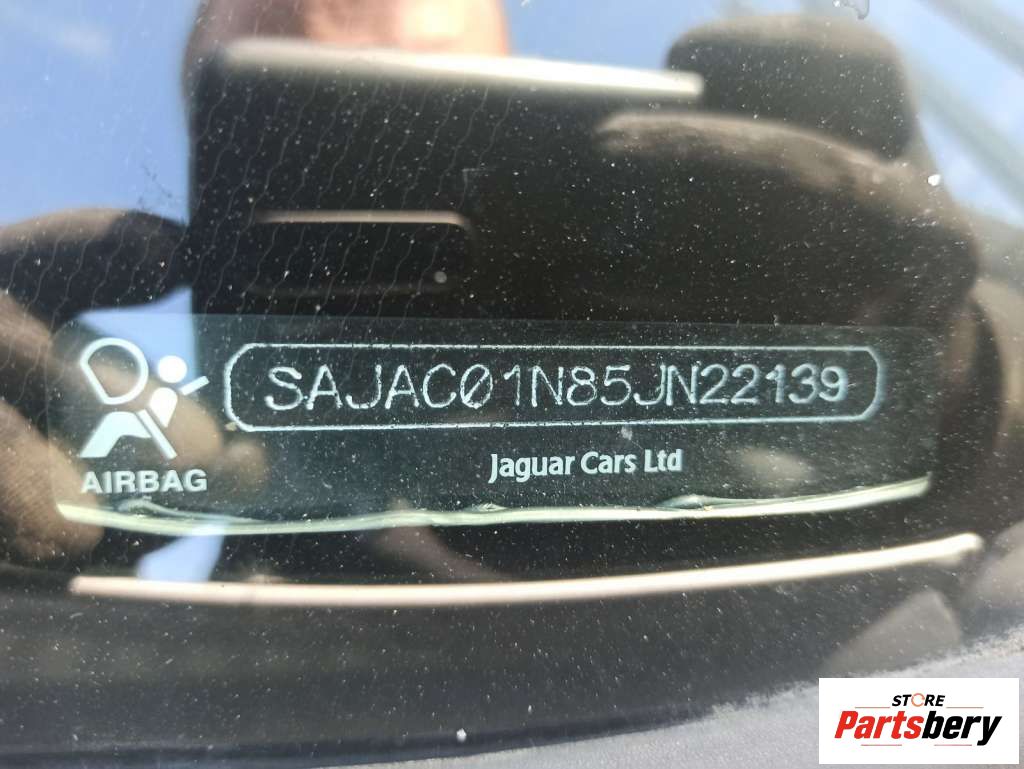 SAJAC01N85JN22139
AIRBAG
Jaguar Cars Ltd
STORE
Partsbery